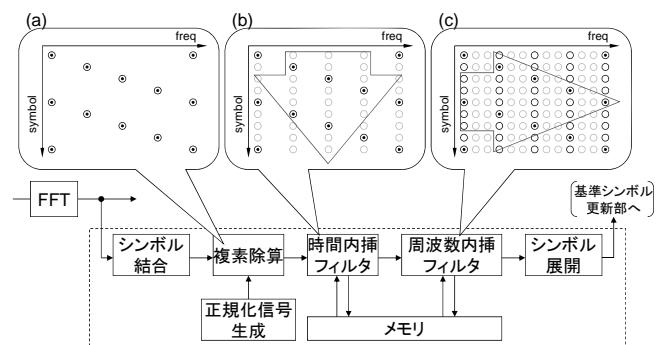 (a)
freq
symbol
(b)
freq
symbol
(c)
freq
symbol
FFT
基準シンボル
更新部へ
シンボル
結合
複素除算
時間内挿
フィルタ
周波数内挿
フィルタ
シンボル
展開
正規化信号
生成
メモリ